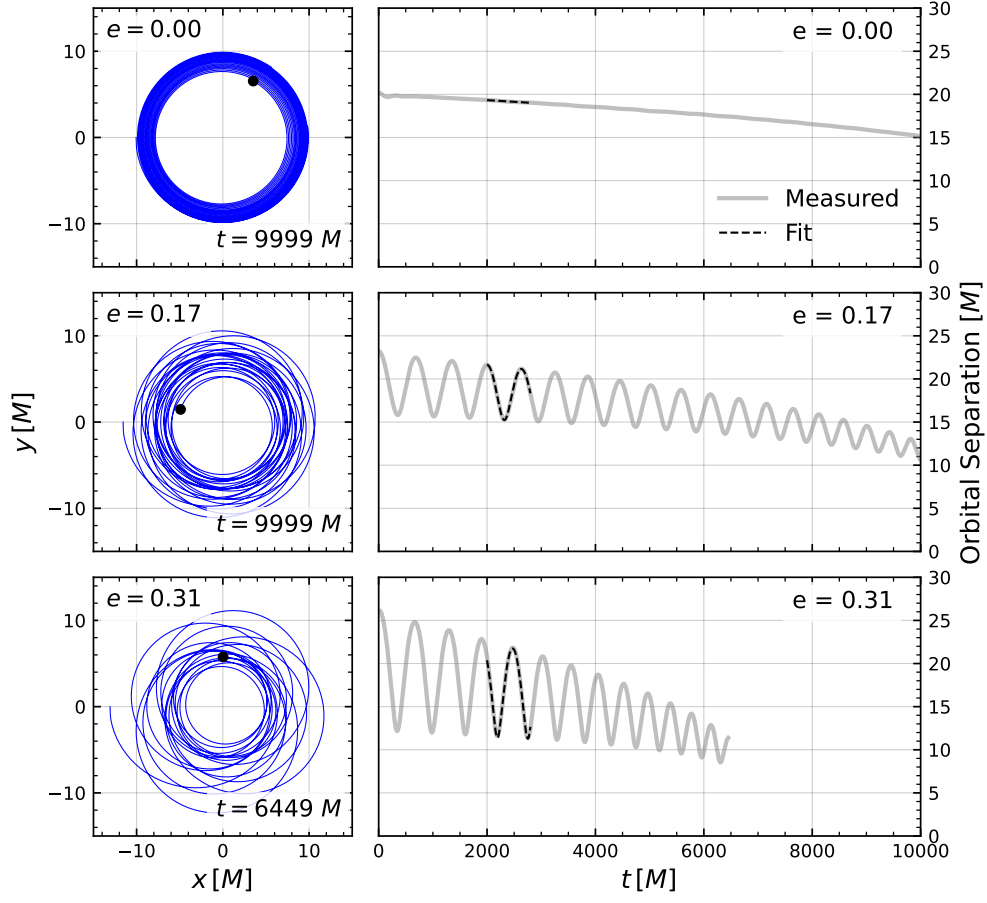 e = 0.00
10
0
−10
y [M]
t = 9999 M
e = 0.00
Measured
Fit
30
25
20
15
10
5
0
e = 0.17
10
0
−10
t = 9999 M
e = 0.17
30
25
20
15
10
5
0
Orbital Separation [M]
e = 0.31
10
0
−10
t = 6449 M
−10
0
10
x [M]
e = 0.31
30
25
20
15
10
5
0
0
2000
4000
6000
8000
10000
t [M]